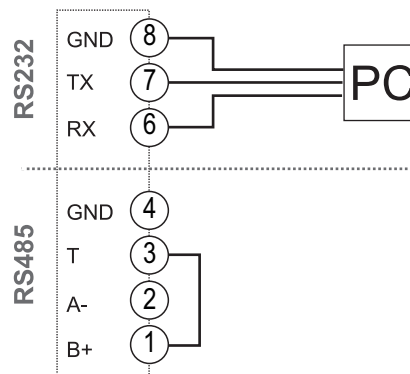 RS232
GND 8
TX 7
RX 6
PC
RS485
GND 4
T 3
A- 2
B+ 1